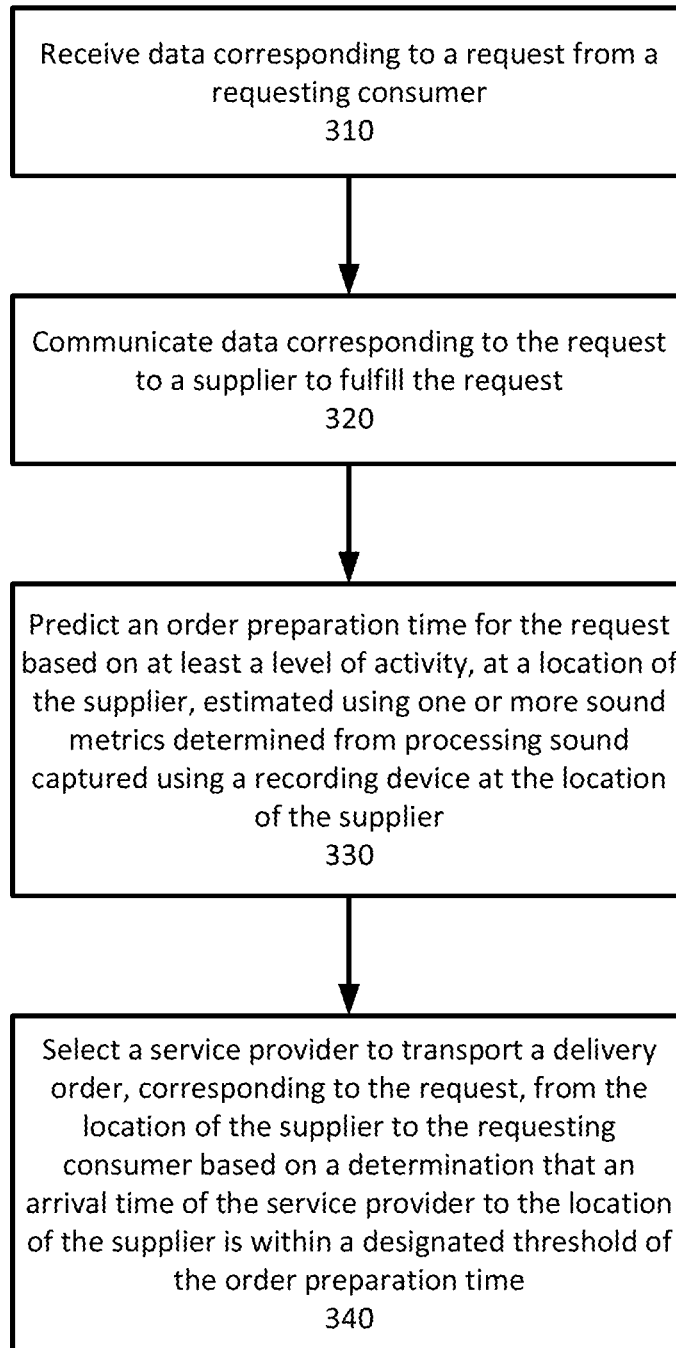 Receive data corresponding to a request from a
requesting consumer
310
Communicate data corresponding to the request
to a supplier to fulfill the request
320
Predict an order preparation time for the request
based on at least a level of activity, at a location of
the supplier, estimated using one or more sound
metrics determined from processing sound
captured using a recording device at the location
of the supplier
330
Select a service provider to transport a delivery
order, corresponding to the request, from the
location of the supplier to the requesting
consumer based on a determination that an
arrival time of the service provider to the location
of the supplier is within a designated threshold of
the order preparation time
340